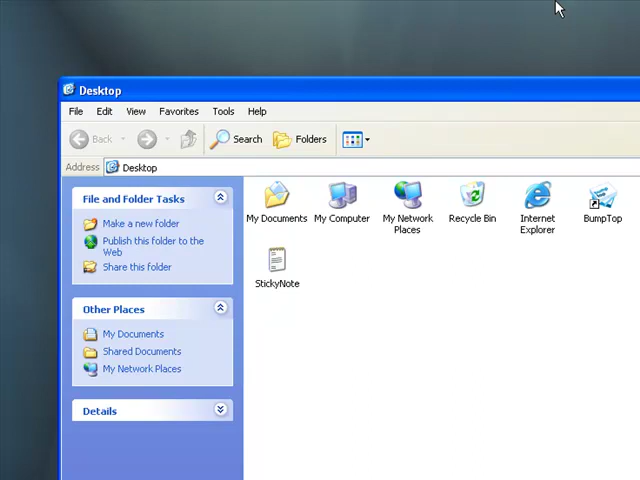 Desktop
File Edit View Favorites Tools Help
Back Search Folders
Address Desktop
File and Folder Tasks
Make a new folder
Publish this folder to the
Web
Share this folder
Other Places
My Documents
Shared Documents
My Network Places
Details
My Documents My Computer My Network
Places Recycle Bin Internet
Explorer BumpTop
StickyNote